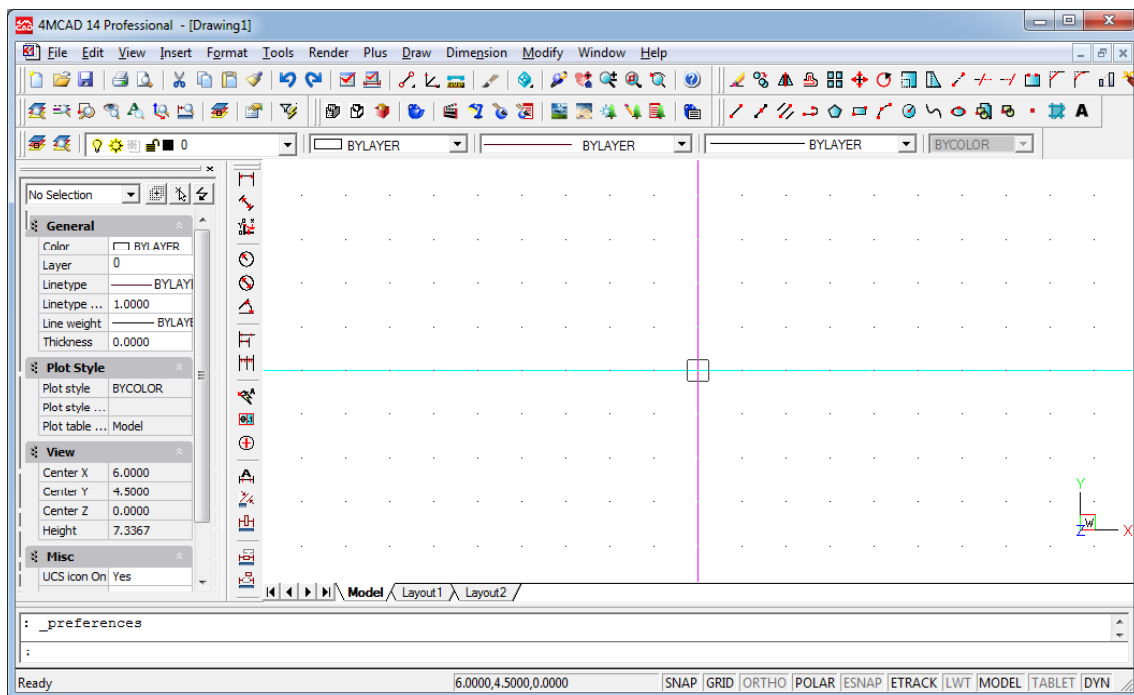 4MCAD 14 Professional - [Drawing1]
File Edit View Insert Format Tools Render Plus Draw Dimension Modify Window Help
0 BYLAYER BYLAYER BYLAYER BYCOLOR
No Selection
General
Color BYLAYER
Layer 0
Linetype BYLAYI
Linetype ... 1.0000
Line weight BYLAYE
Thickness 0.0000
Plot Style
Plot style BYCOLOR
Plot style ...
Plot table ... Model
View
Center X 6.0000
Center Y 4.5000
Center Z 0.0000
Height 7.3367
Misc
UCS icon On Yes
Y
W
Z X
Model Layout1 Layout2
: _preferences
:
Ready 6.0000,4.5000,0.0000 SNAP GRID ORTHO POLAR ESNAP ETRACK LWT MODEL TABLET DYN